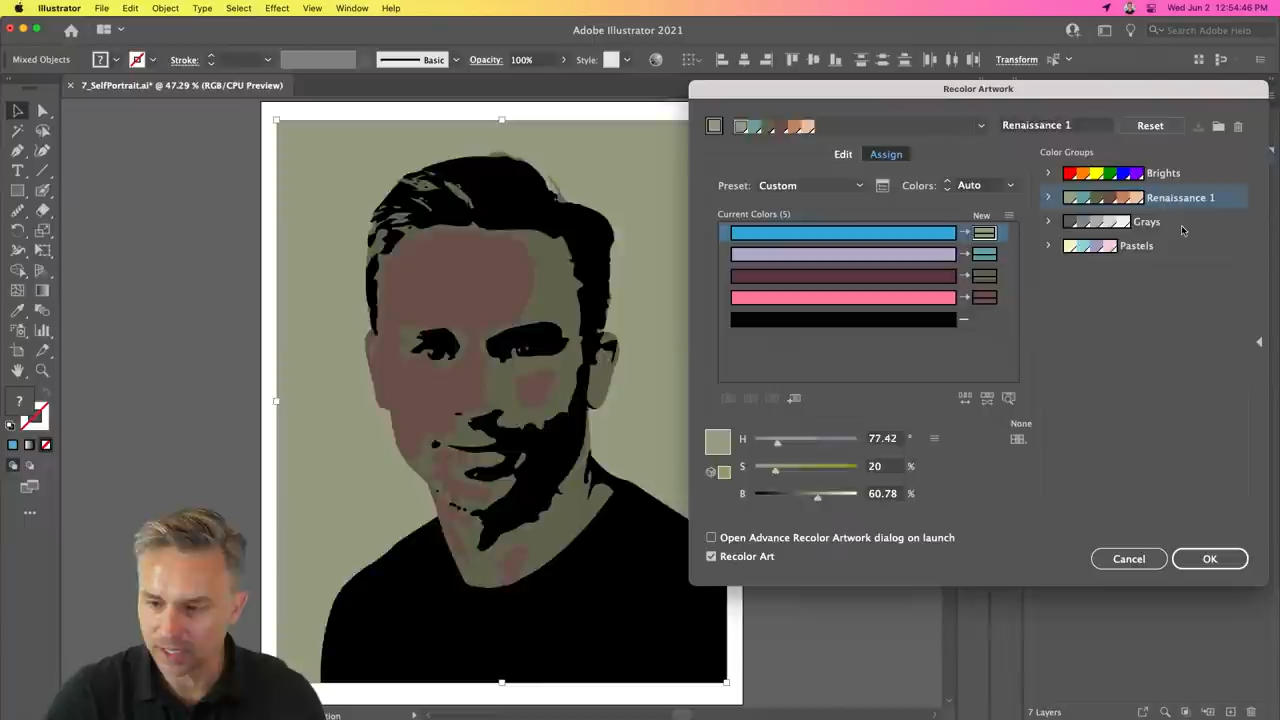 Illustrator File Edit Object Type Select Effect View Window Help Wed Jun 2 12:54:46 PM
Adobe Illustrator 2021 Search Adobe Help
Mixed Objects ? Stroke: Basic Opacity: 100% Style: Transform
× 7_SelfPortrait.ai* @ 47.29 % (RGB/CPU Preview)
Recolor Artwork
Renaissance 1 Reset
Edit Assign
Color Groups
Brights
Renaissance 1
Grays
Pastels
Preset: Custom Colors: Auto
Current Colors (5) New
None
H 77.42 °
S 20 %
B 60.78 %
Open Advance Recolor Artwork dialog on launch
Recolor Art
Cancel OK
?
7 Layers